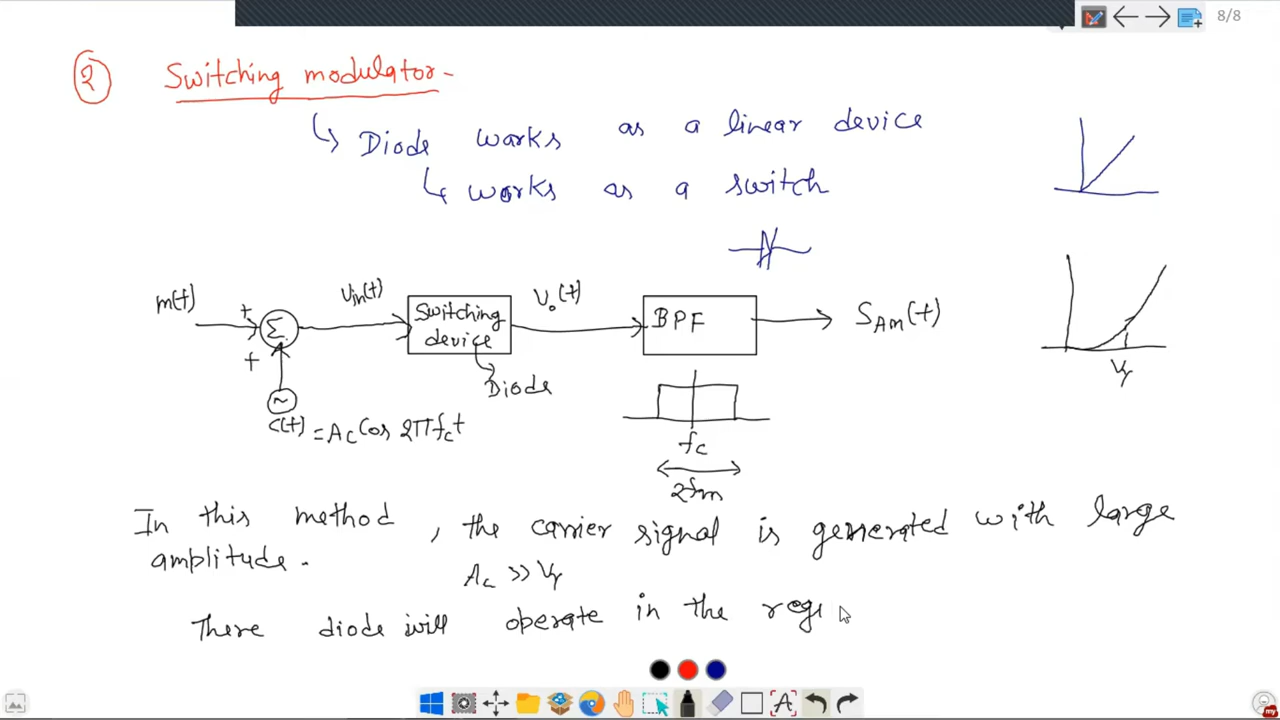 8/8
2 Switching modulator-
↳ Diode works as a linear device
↳ works as a switch
m(t) + Vin(t) Switching device Vo(t) BPF SAm(t)
+
Diode
Vγ
c(t) = Ac Cos 2πfct
fc
2fm
In this method, the carrier signal is generated with large
amplitude.
Ac >> Vγ
There diode will operate in the regi